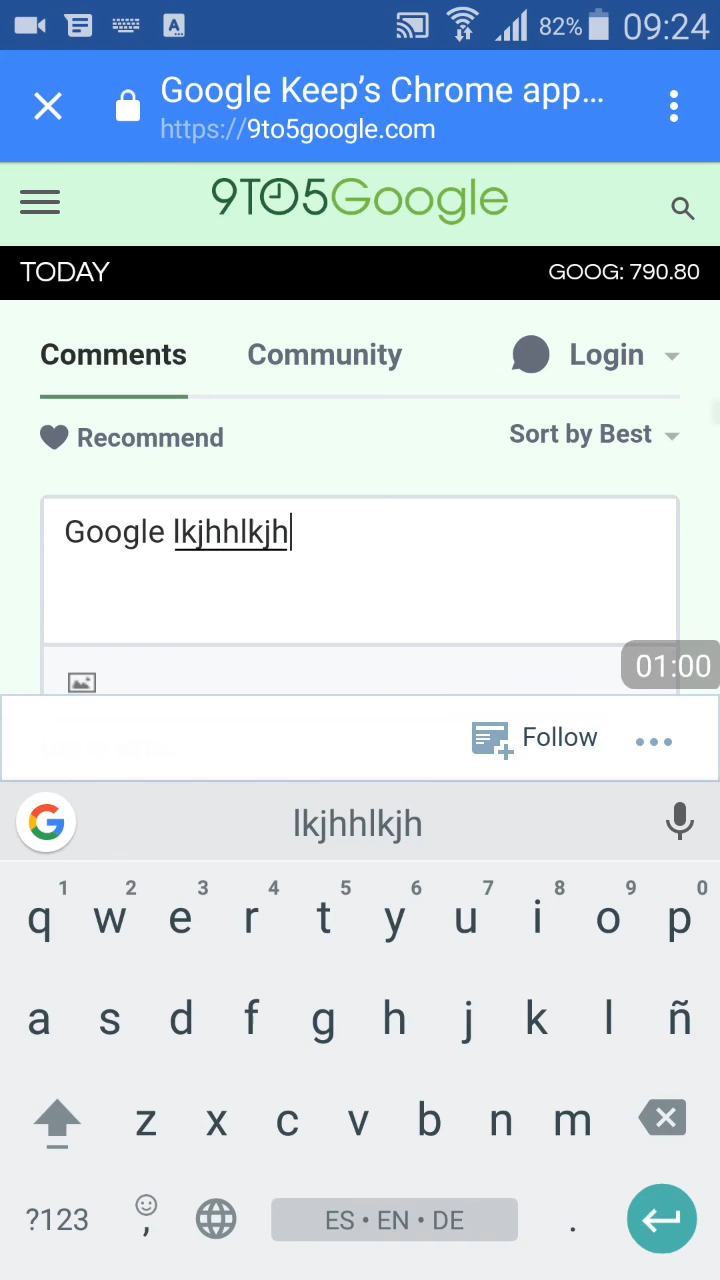 82% 09:24
Google Keep’s Chrome app...
https://9to5google.com
9TO5Google
TODAY GOOG: 790.80
Comments Community Login
Recommend Sort by Best
Google lkjhhlkjh
01:00
Follow
G lkjhhlkjh
1 2 3 4 5 6 7 8 9 0
q w e r t y u i o p
a s d f g h j k l ñ
z x c v b n m
?123 , ES • EN • DE .